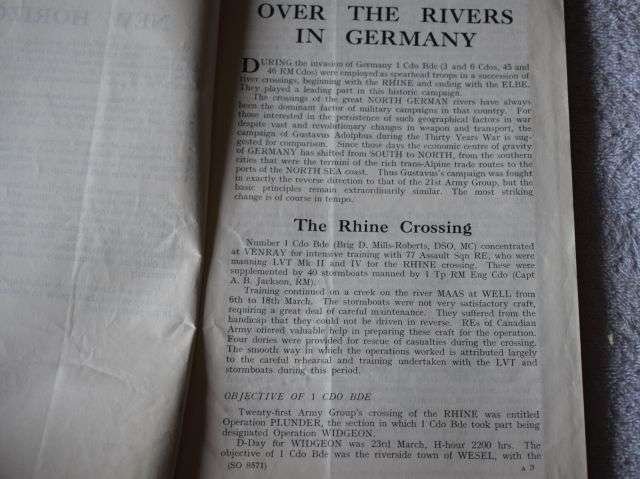 NEW HORIZO
OVER THE RIVERS
IN GERMANY
DURING the invasion of Germany 1 Cdo Bde (3 and 6 Cdos, 45 and
46 RM Cdos) were employed as spearhead troops in a succession of
river crossings, beginning with the RHINE and ending with the ELBE.
They played a leading part in this historic campaign.
The crossings of the great NORTH GERMAN rivers have always
been the dominant factor of military campaigns in that country. For
those interested in the persistence of such geographical factors in war
despite vast and revolutionary changes in weapon and transport, the
campaign of Gustavus Adolphus during the Thirty Years War is sug-
gested for comparison. Since those days the economic centre of gravity
of GERMANY has shifted from SOUTH to NORTH, from the southern
cities that were the termini of the rich trans-Alpine trade routes to the
ports of the NORTH SEA coast. Thus Gustavus's campaign was fought
in exactly the reverse direction to that of the 21st Army Group, but the
basic principles remain extraordinarily similar. The most striking
change is of course in tempo.
The Rhine Crossing
Number 1 Cdo Bde (Brig D. Mills-Roberts, DSO, MC) concentrated
at VENRAY for intensive training with 77 Assault Sqn RE, who were
manning LVT Mk II and IV for the RHINE crossing. These were
supplemented by 40 stormboats manned by 1 Tp RM Eng Cdo (Capt
A. B. Jackson, RM).
Training continued on a creek on the river MAAS at WELL from
6th to 18th March. The stormboats were not very satisfactory craft,
requiring a great deal of careful maintenance. They suffered from the
handicap that they could not be driven in reverse. REs of Canadian
Army offered valuable help in preparing these craft for the operation.
Four dories were provided for rescue of casualties during the crossing.
The smooth way in which the operations worked is attributed largely
to the careful rehearsal and training undertaken with the LVT and
stormboats during this period.
OBJECTIVE OF 1 CDO BDE
Twenty-first Army Group's crossing of the RHINE was entitled
Operation PLUNDER, the section in which 1 Cdo Bde took part being
designated Operation WIDGEON.
D-Day for WIDGEON was 23rd March, H-hour 2200 hrs. The
objective of 1 Cdo Bde was the riverside town of WESEL, with the
(SO 8571) A 3